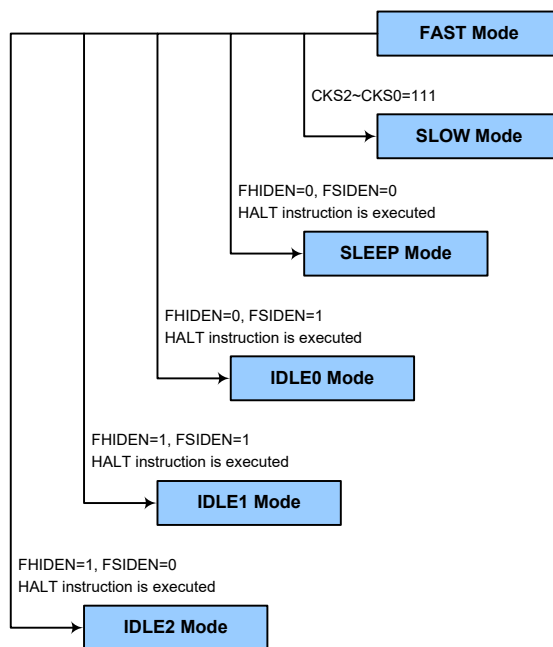 FAST Mode
CKS2~CKS0=111
SLOW Mode
FHIDEN=0, FSIDEN=0
HALT instruction is executed
SLEEP Mode
FHIDEN=0, FSIDEN=1
HALT instruction is executed
IDLE0 Mode
FHIDEN=1, FSIDEN=1
HALT instruction is executed
IDLE1 Mode
FHIDEN=1, FSIDEN=0
HALT instruction is executed
IDLE2 Mode